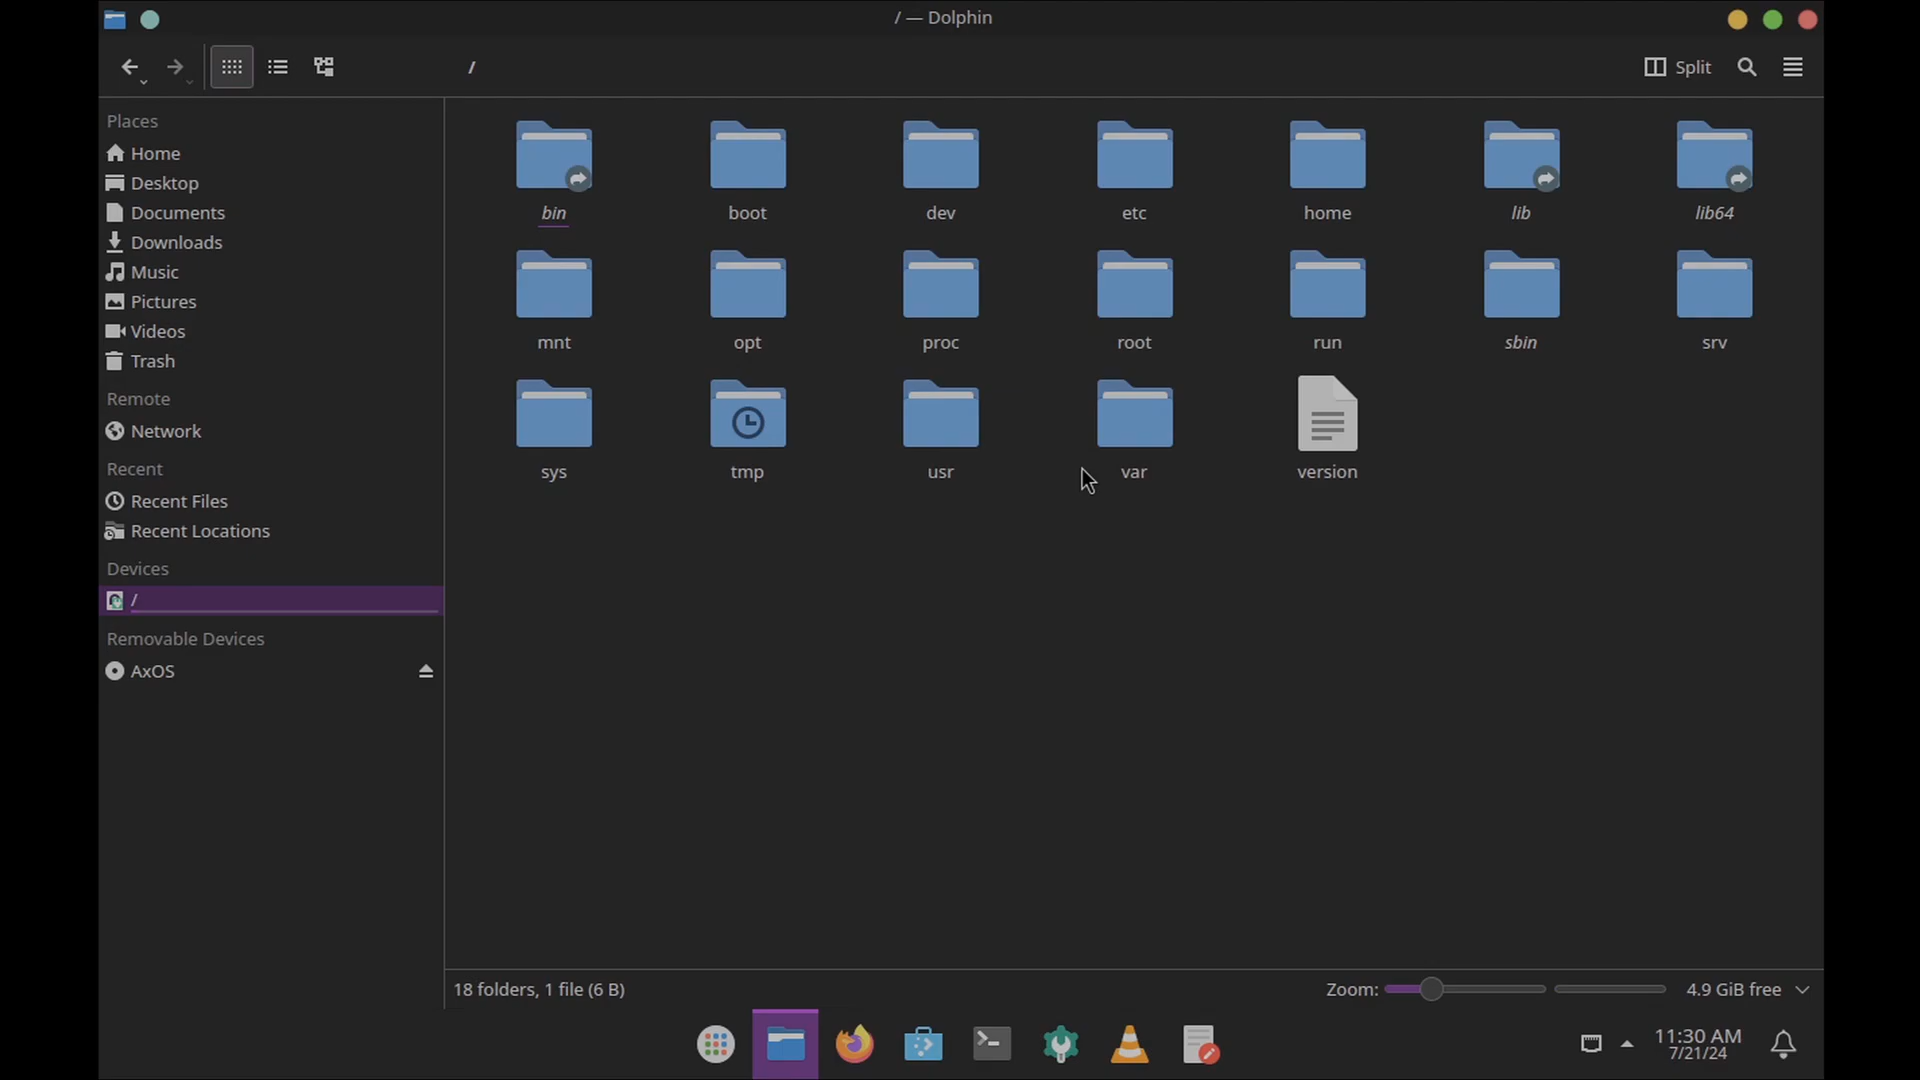 / — Dolphin
/
Split
Places
Home
Desktop
Documents
Downloads
Music
Pictures
Videos
Trash
Remote
Network
Recent
Recent Files
Recent Locations
Devices
/
Removable Devices
AxOS
bin boot dev etc home lib lib64
mnt opt proc root run sbin srv
sys tmp usr var version
18 folders, 1 file (6 B)
Zoom:
4.9 GiB free
11:30 AM
7/21/24